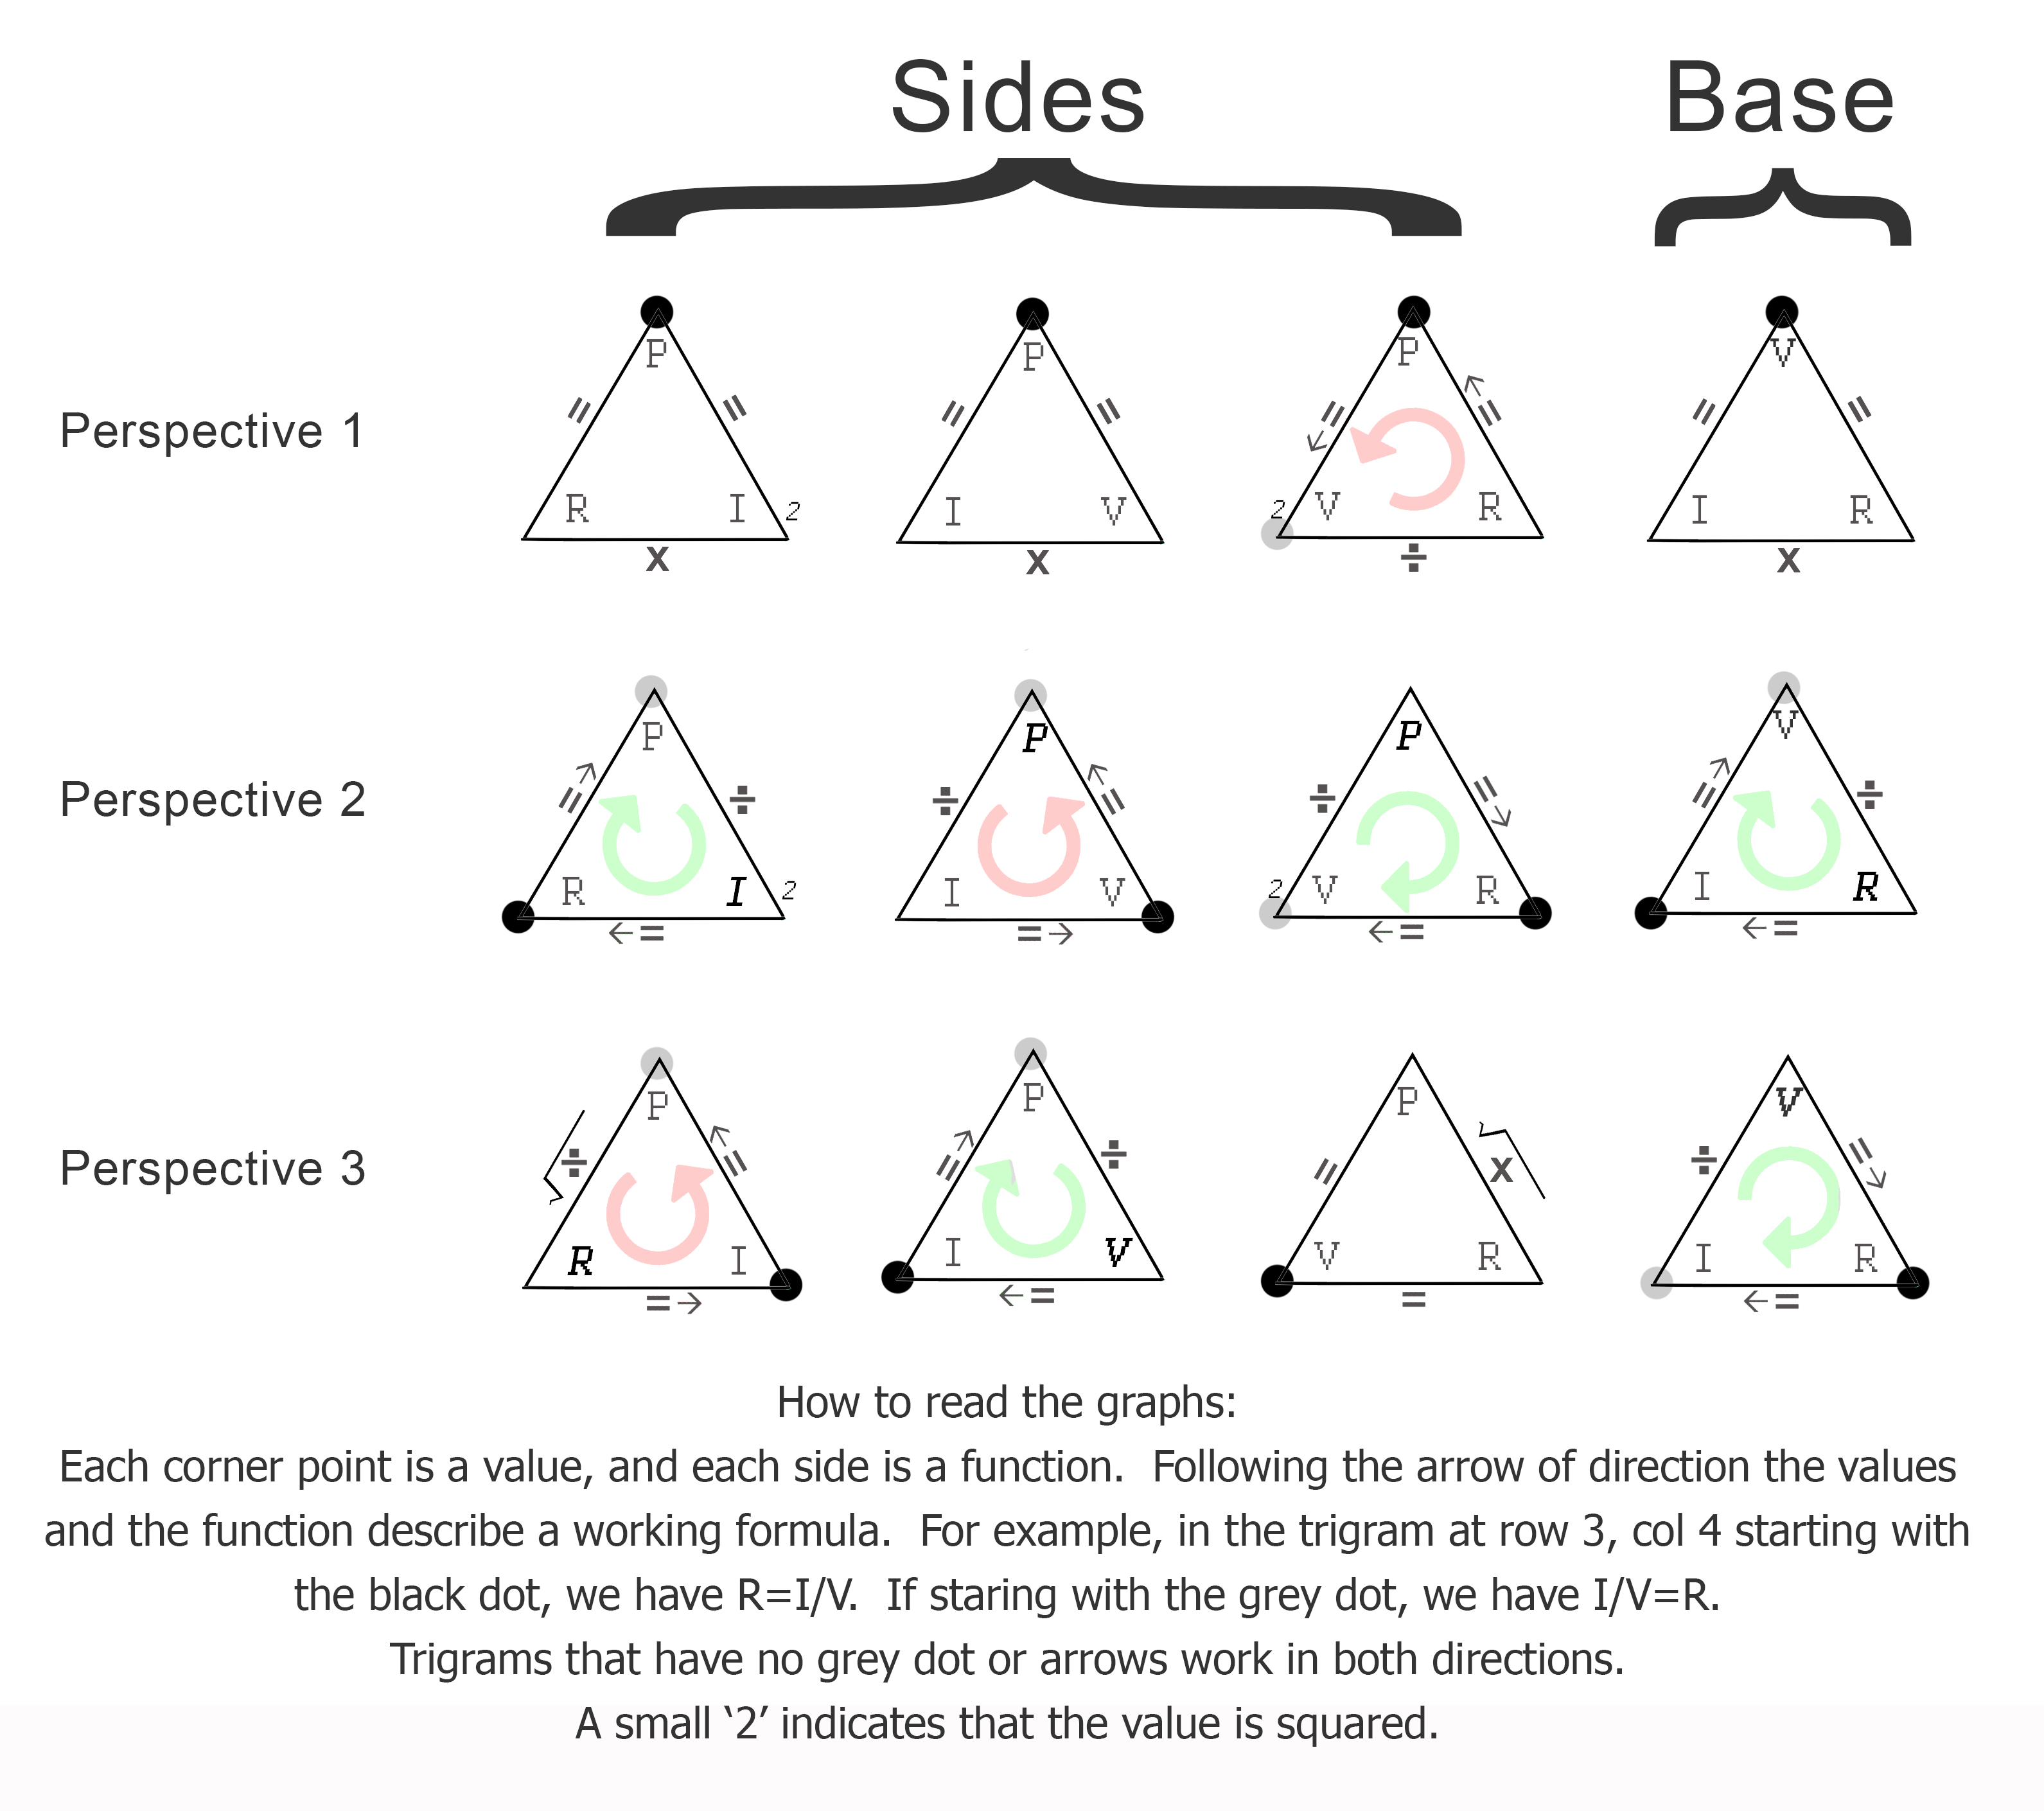 Sides Base
Perspective 1
P = = R I 2 x
P = = I V x
P = ← = ↑ 2 V R ÷
V = = I R x
Perspective 2
P = ↗ ÷ R I 2 ← =
P ÷ ↖ = I V = →
P ÷ = ↘ 2 V R ← =
V = ↗ ÷ I R ← =
Perspective 3
P ÷ ↖ = R I = →
P = ↗ ÷ I V ← =
P = x V R =
V ÷ = ↘ I R ← =
How to read the graphs:
Each corner point is a value, and each side is a function. Following the arrow of direction the values
and the function describe a working formula. For example, in the trigram at row 3, col 4 starting with
the black dot, we have R=I/V. If staring with the grey dot, we have I/V=R.
Trigrams that have no grey dot or arrows work in both directions.
A small ‘2’ indicates that the value is squared.